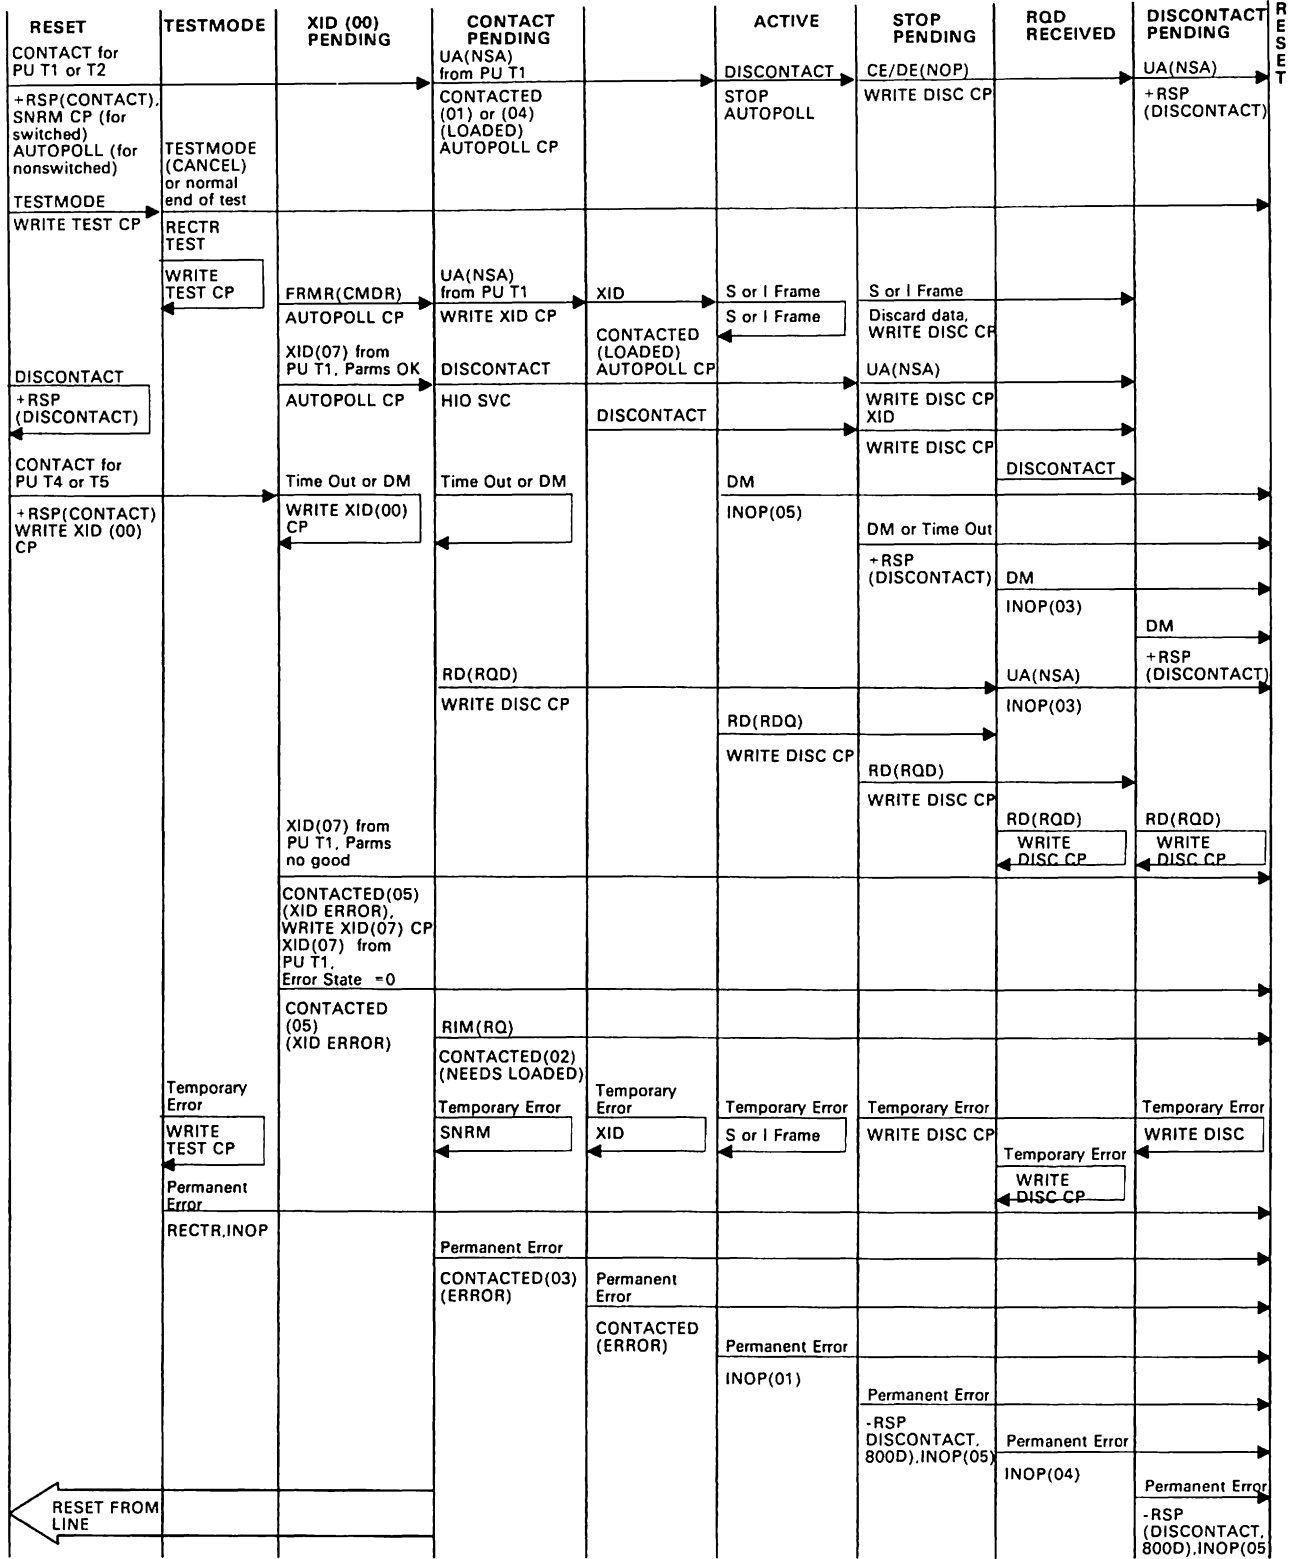 RESET
TESTMODE
XID (00)
PENDING
CONTACT
PENDING
ACTIVE
STOP
PENDING
RQD
RECEIVED
DISCONTACT
PENDING
RESET
CONTACT for
PU T1 or T2
UA(NSA)
from PU T1
DISCONTACT
CE/DE(NOP)
UA(NSA)
+RSP(CONTACT),
SNRM CP (for
switched)
AUTOPOLL (for
nonswitched)
CONTACTED
(01) or (04)
(LOADED)
AUTOPOLL CP
STOP
AUTOPOLL
WRITE DISC CP
+RSP
(DISCONTACT)
TESTMODE
(CANCEL)
or normal
end of test
TESTMODE
WRITE TEST CP
RECTR
TEST
WRITE
TEST CP
FRMR(CMDR)
AUTOPOLL CP
UA(NSA)
from PU T1
WRITE XID CP
XID
CONTACTED
(LOADED)
AUTOPOLL CP
S or I Frame
S or I Frame
S or I Frame
Discard data,
WRITE DISC CP
DISCONTACT
+RSP
(DISCONTACT)
XID(07) from
PU T1, Parms OK
AUTOPOLL CP
DISCONTACT
HIO SVC
UA(NSA)
WRITE DISC CP
DISCONTACT
XID
WRITE DISC CP
DISCONTACT
CONTACT for
PU T4 or T5
+RSP(CONTACT)
WRITE XID (00)
CP
Time Out or DM
WRITE XID(00)
CP
Time Out or DM
DM
INOP(05)
DM or Time Out
+RSP
(DISCONTACT)
DM
INOP(03)
DM
+RSP
(DISCONTACT)
RD(RQD)
WRITE DISC CP
UA(NSA)
INOP(03)
RD(RDQ)
WRITE DISC CP
RD(RQD)
WRITE DISC CP
RD(RQD)
WRITE
DISC CP
RD(RQD)
WRITE
DISC CP
XID(07) from
PU T1, Parms
no good
CONTACTED(05)
(XID ERROR),
WRITE XID(07) CP
XID(07) from
PU T1,
Error State =0
CONTACTED
(05)
(XID ERROR)
RIM(RQ)
CONTACTED(02)
(NEEDS LOADED)
Temporary
Error
WRITE
TEST CP
Temporary Error
SNRM
Temporary
Error
XID
Temporary Error
S or I Frame
Temporary Error
WRITE DISC CP
Temporary Error
WRITE
DISC CP
Temporary Error
WRITE DISC
Permanent
Error
RECTR,INOP
Permanent Error
CONTACTED(03)
(ERROR)
Permanent
Error
CONTACTED
(ERROR)
Permanent Error
INOP(01)
Permanent Error
-RSP
DISCONTACT,
800D),INOP(05)
Permanent Error
INOP(04)
Permanent Error
-RSP
(DISCONTACT,
800D),INOP(05
RESET FROM
LINE